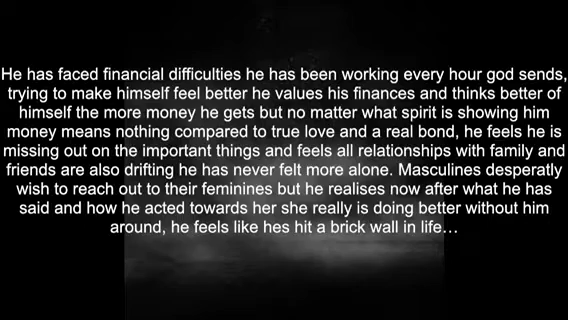 He has faced financial difficulties he has been working every hour god sends,
trying to make himself feel better he values his finances and thinks better of
himself the more money he gets but no matter what spirit is showing him
money means nothing compared to true love and a real bond, he feels he is
missing out on the important things and feels all relationships with family and
friends are also drifting he has never felt more alone. Masculines desperatly
wish to reach out to their feminines but he realises now after what he has
said and how he acted towards her she really is doing better without him
around, he feels like hes hit a brick wall in life…